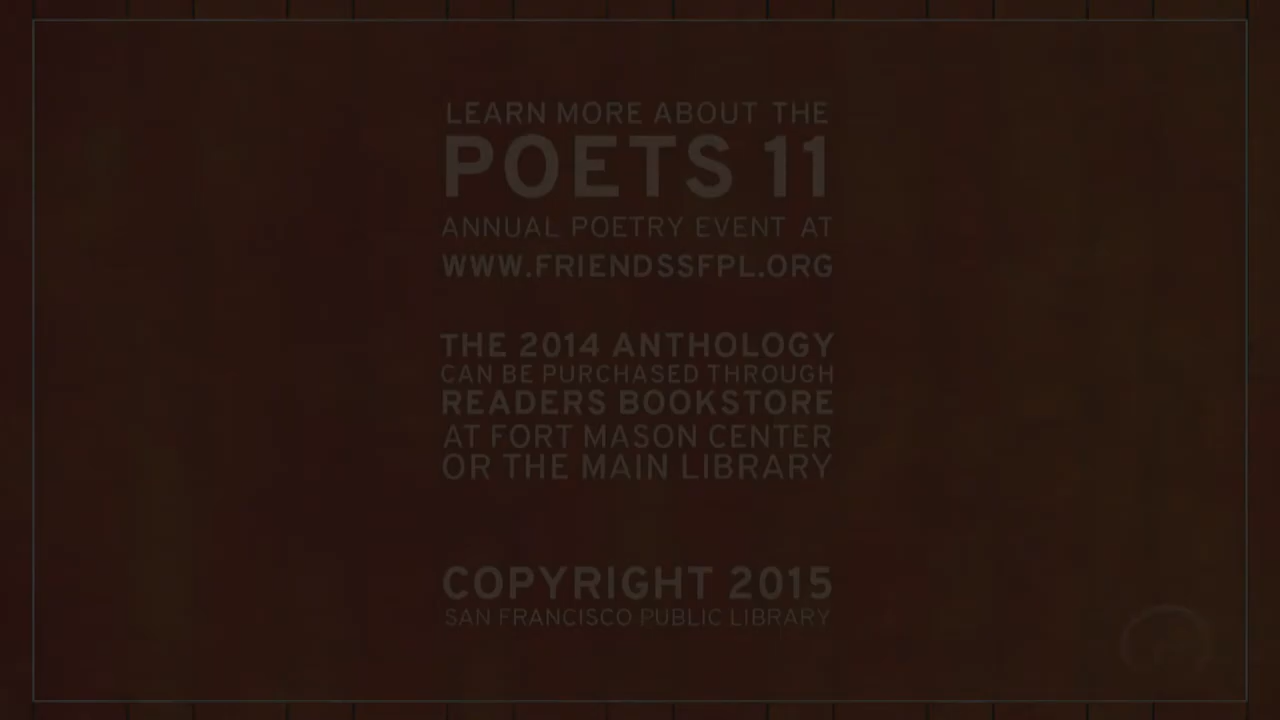 LEARN MORE ABOUT THE
POETS 11
ANNUAL POETRY EVENT AT
WWW.FRIENDSSFPL.ORG
THE 2014 ANTHOLOGY
CAN BE PURCHASED THROUGH
READERS BOOKSTORE
AT FORT MASON CENTER
OR THE MAIN LIBRARY
COPYRIGHT 2015
SAN FRANCISCO PUBLIC LIBRARY